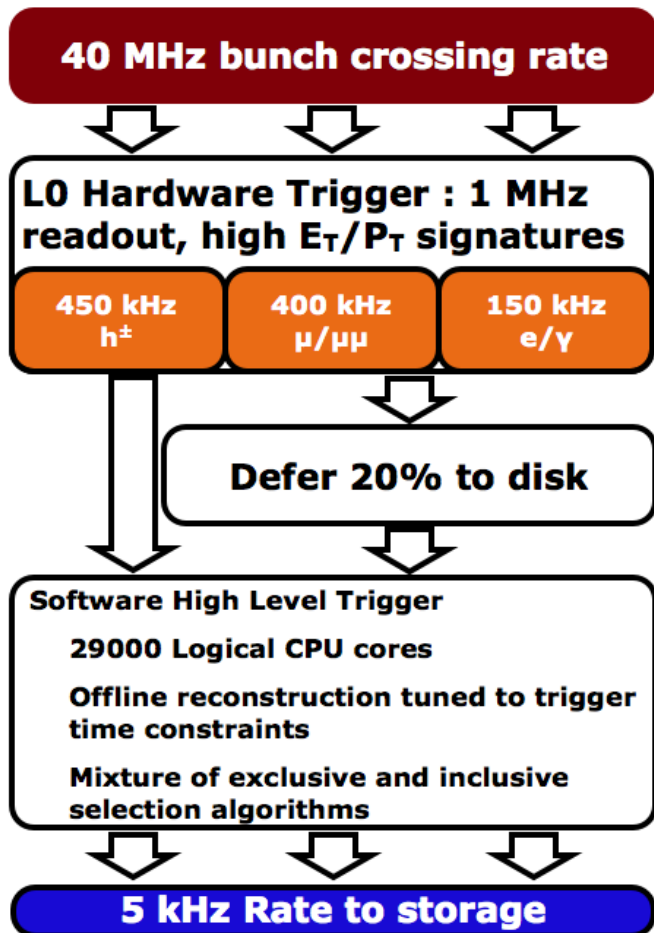 40 MHz bunch crossing rate
L0 Hardware Trigger : 1 MHz
readout, high E_T/P_T signatures
450 kHz
h±
400 kHz
μ/μμ
150 kHz
e/γ
Defer 20% to disk
Software High Level Trigger
29000 Logical CPU cores
Offline reconstruction tuned to trigger
time constraints
Mixture of exclusive and inclusive
selection algorithms
5 kHz Rate to storage